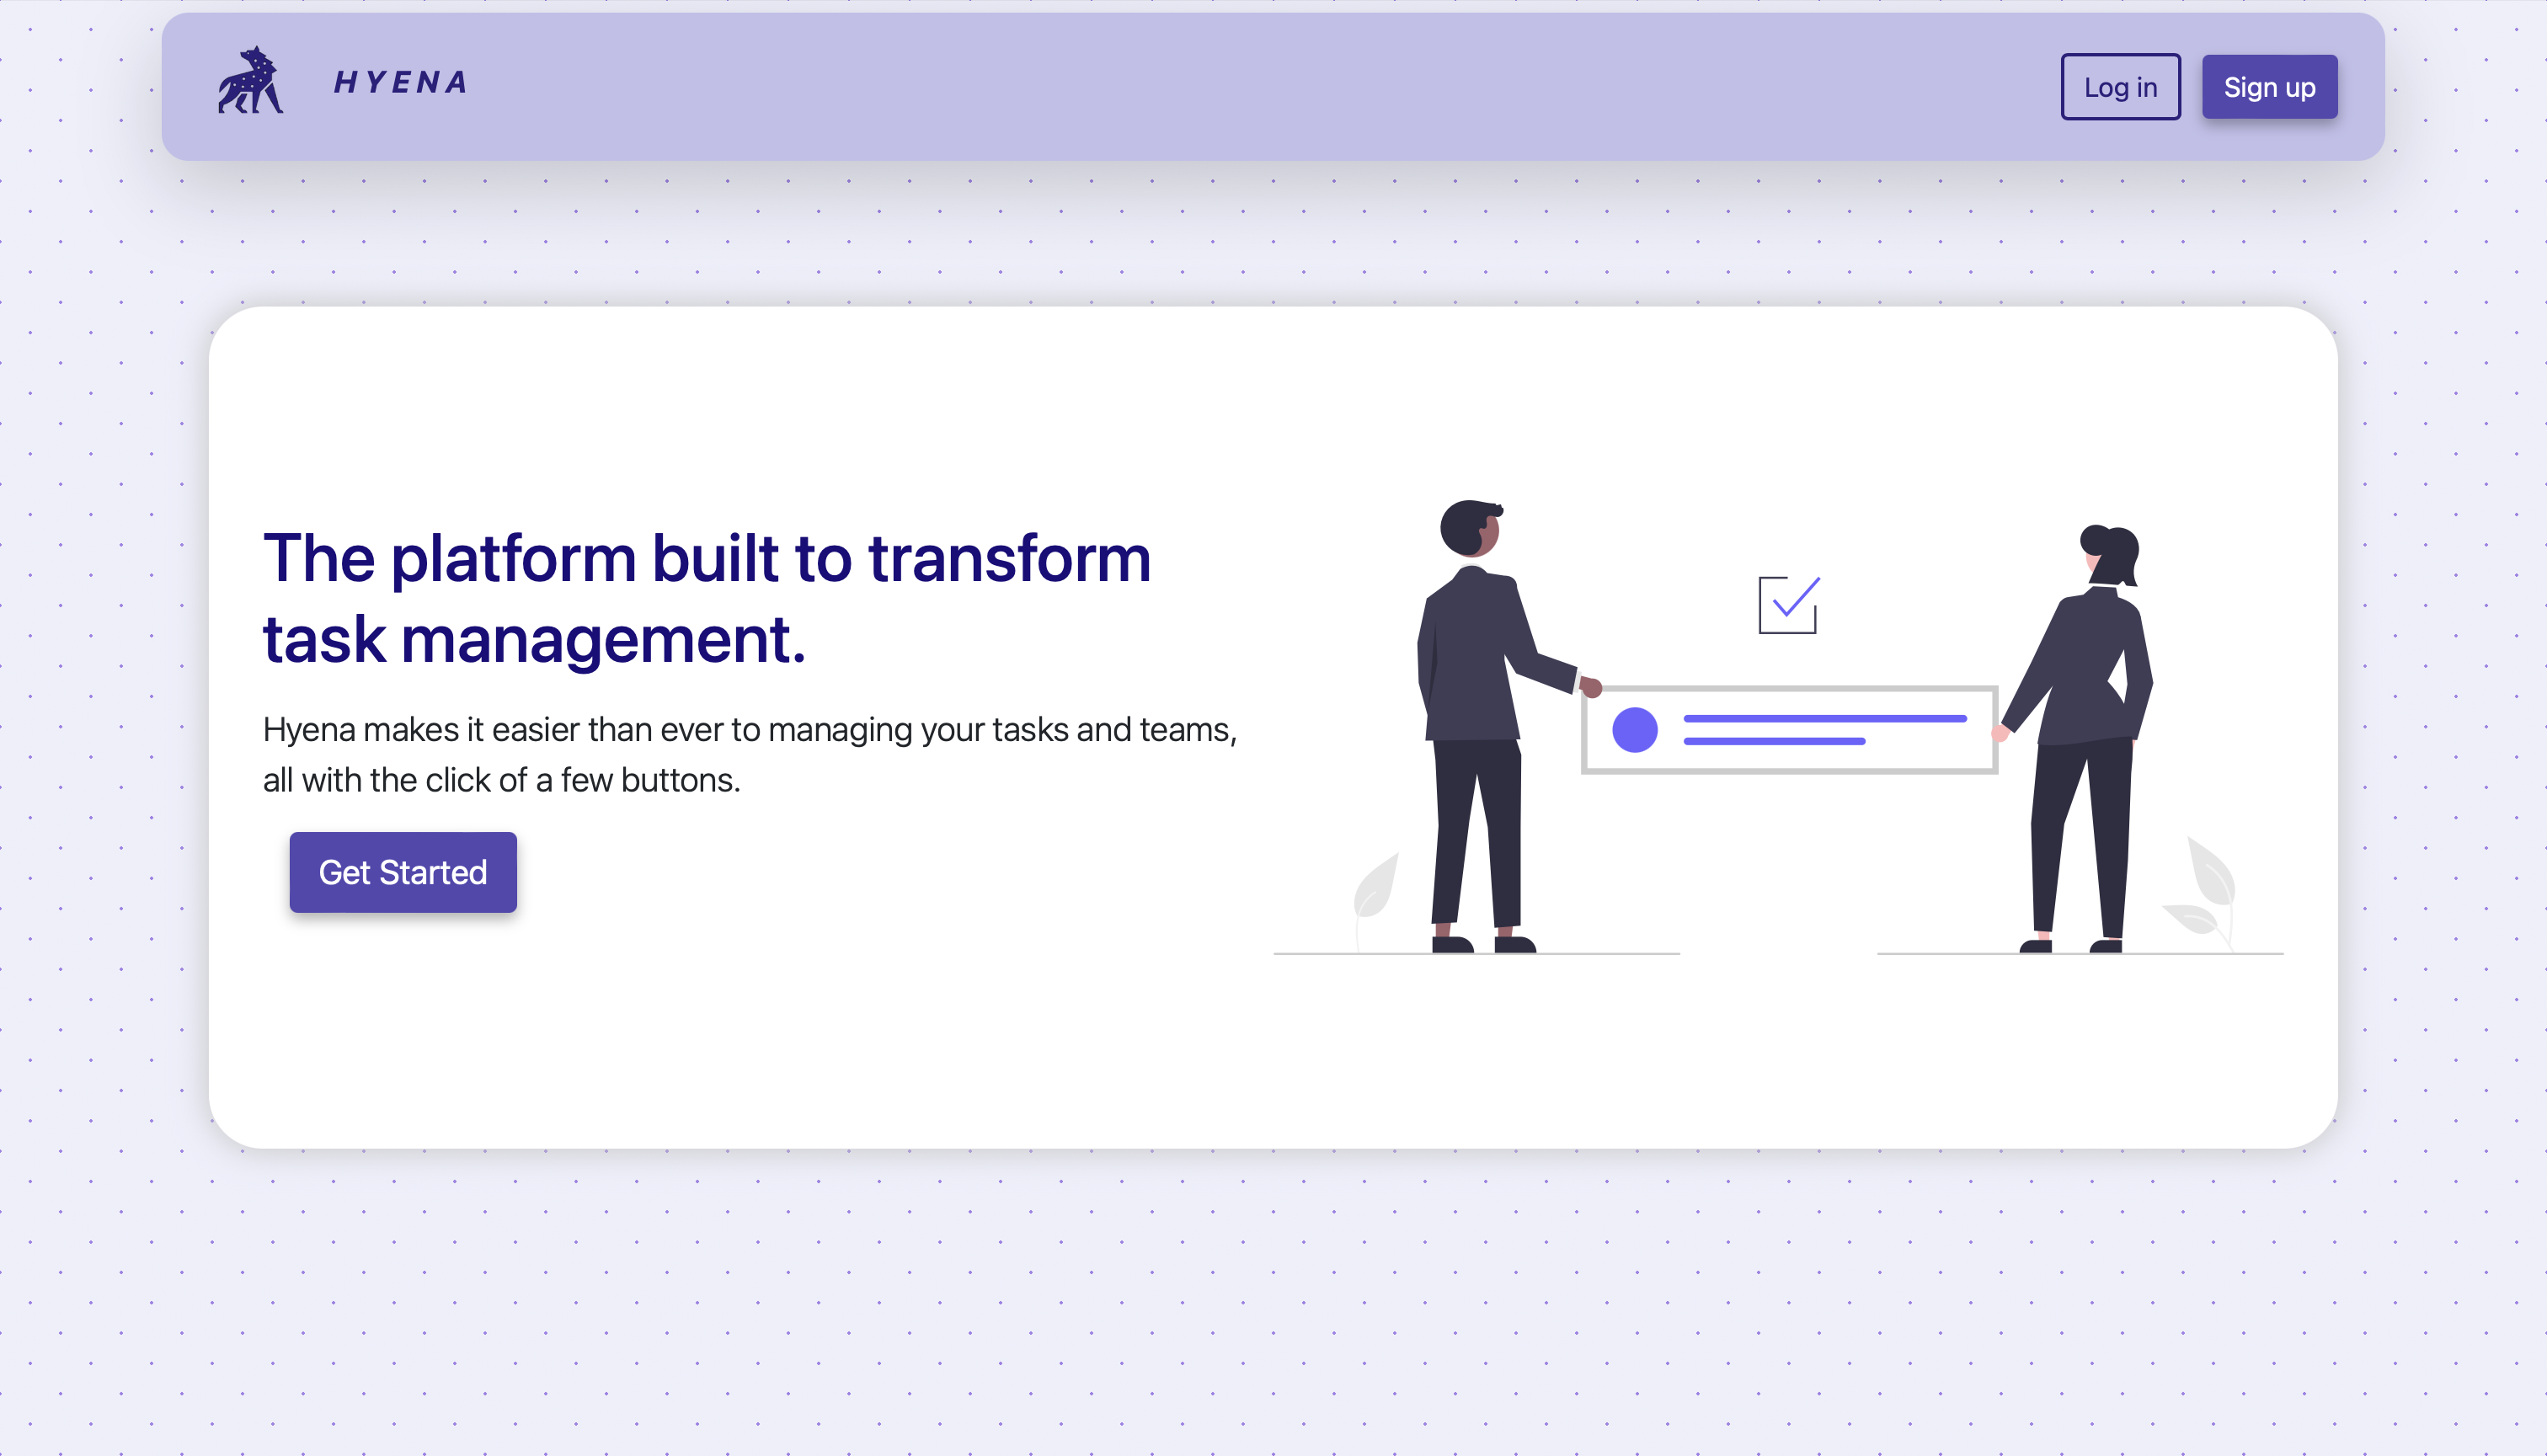 HYENA
Log in
Sign up
The platform built to transform
task management.
Hyena makes it easier than ever to managing your tasks and teams,
all with the click of a few buttons.
Get Started